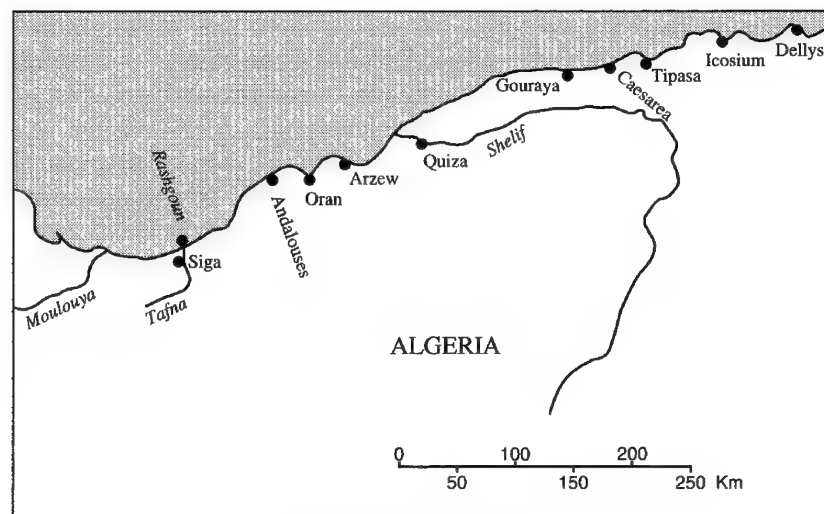 Dellys
Icosium
Tipasa
Caesarea
Gouraya
Shelif
Quiza
Arzew
Oran
Andalouses
Rashgoun
Siga
Moulouya
Tafna
ALGERIA
0 100 200
50 150 250 Km